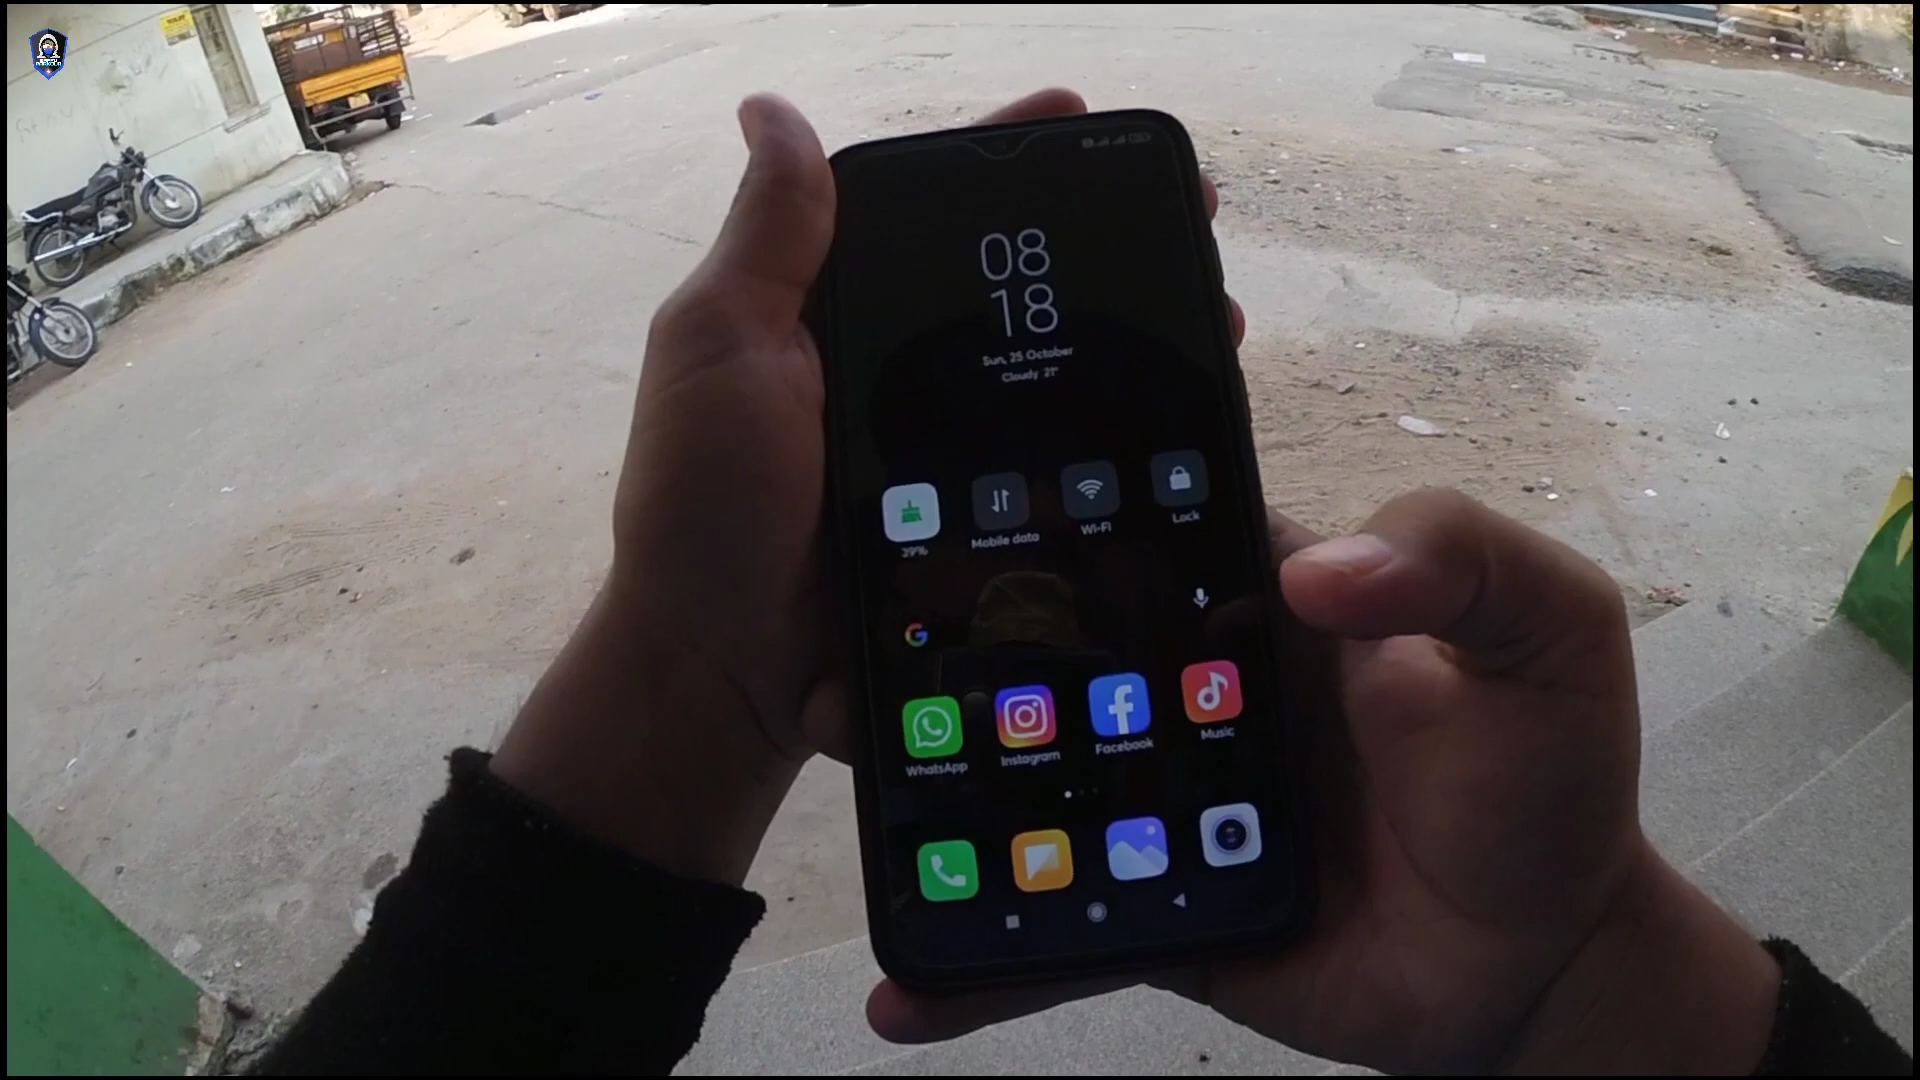 08
18
Sun, 25 October
Cloudy 21°
39%
Mobile data
Wi-Fi
Lock
WhatsApp
Instagram
Facebook
Music